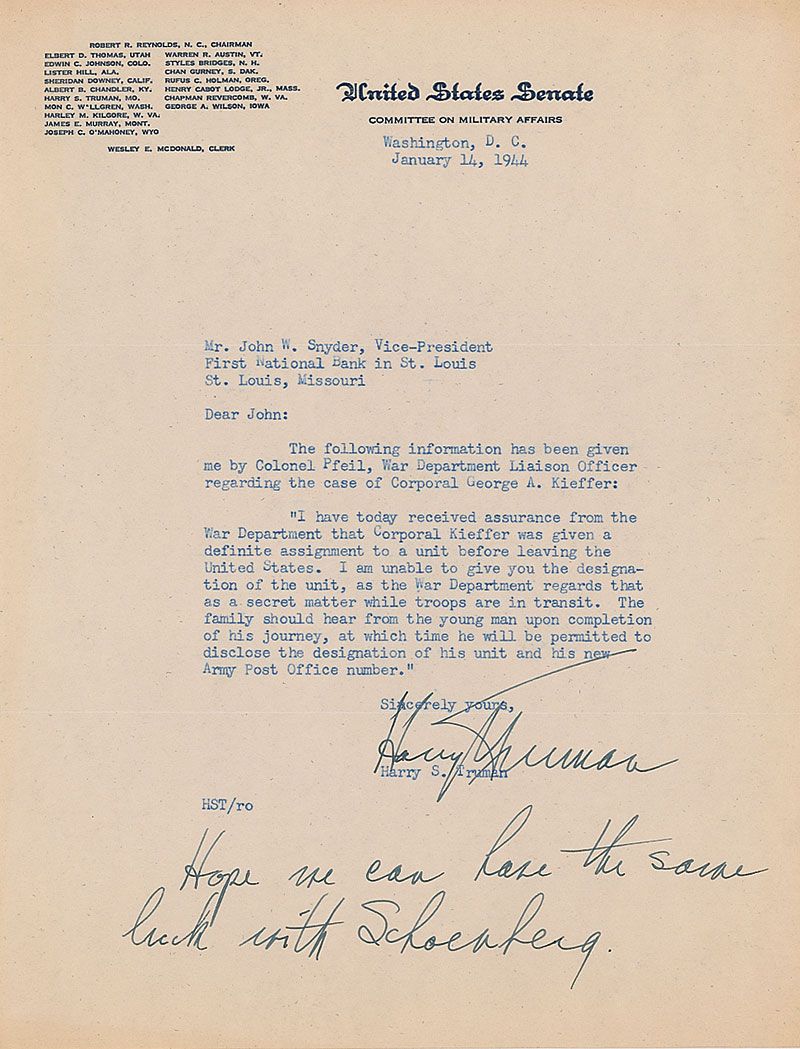 ROBERT R. REYNOLDS, N. C., CHAIRMAN
ELBERT D. THOMAS, UTAH WARREN R. AUSTIN, VT.
EDWIN C. JOHNSON, COLO. STYLES BRIDGES, N. H.
LISTER HILL, ALA. CHAN GURNEY, S. DAK.
SHERIDAN DOWNEY, CALIF. RUFUS C. HOLMAN, OREG.
ALBERT B. CHANDLER, KY. HENRY CABOT LODGE, JR., MASS.
HARRY S. TRUMAN, MO. CHAPMAN REVERCOMB, W. VA.
MON C. W*LLGREN, WASH. GEORGE A. WILSON, IOWA
HARLEY M. KILGORE, W. VA.
JAMES E. MURRAY, MONT.
JOSEPH C. O'MAHONEY, WYO
WESLEY E. MCDONALD, CLERK
United States Senate
COMMITTEE ON MILITARY AFFAIRS
Washington, D. C.
January 14, 1944
Mr. John W. Snyder, Vice-President
First National Bank in St. Louis
St. Louis, Missouri
Dear John:
The following information has been given
me by Colonel Pfeil, War Department Liaison Officer
regarding the case of Corporal George A. Kieffer:
"I have today received assurance from the
War Department that Corporal Kieffer was given a
definite assignment to a unit before leaving the
United States. I am unable to give you the designa-
tion of the unit, as the War Department regards that
as a secret matter while troops are in transit. The
family should hear from the young man upon completion
of his journey, at which time he will be permitted to
disclose the designation of his unit and his new
Army Post Office number."
Sincerely yours,
Harry S Truman
Harry S. Truman
HST/ro
Hope we can have the same
luck with Schoenberg.